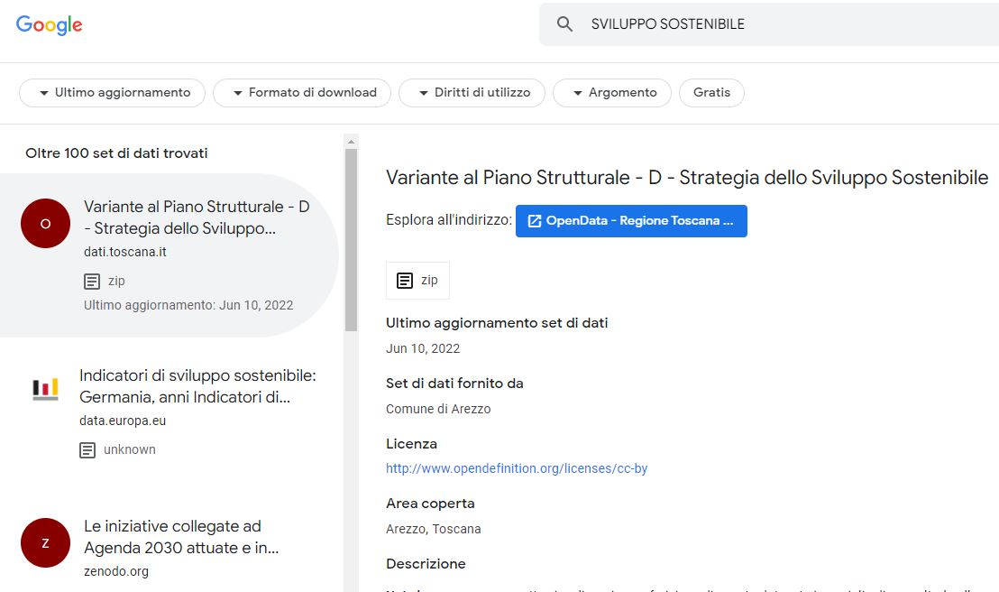 Google
SVILUPPO SOSTENIBILE
Ultimo aggiornamento
Formato di download
Diritti di utilizzo
Argomento
Gratis
Oltre 100 set di dati trovati
O
Variante al Piano Strutturale - D
- Strategia dello Sviluppo...
dati.toscana.it
zip
Ultimo aggiornamento: Jun 10, 2022
Indicatori di sviluppo sostenibile:
Germania, anni Indicatori di...
data.europa.eu
unknown
Z
Le iniziative collegate ad
Agenda 2030 attuate e in...
zenodo.org
Variante al Piano Strutturale - D - Strategia dello Sviluppo Sostenibile
Esplora all'indirizzo: OpenData - Regione Toscana ...
zip
Ultimo aggiornamento set di dati
Jun 10, 2022
Set di dati fornito da
Comune di Arezzo
Licenza
http://www.opendefinition.org/licenses/cc-by
Area coperta
Arezzo, Toscana
Descrizione